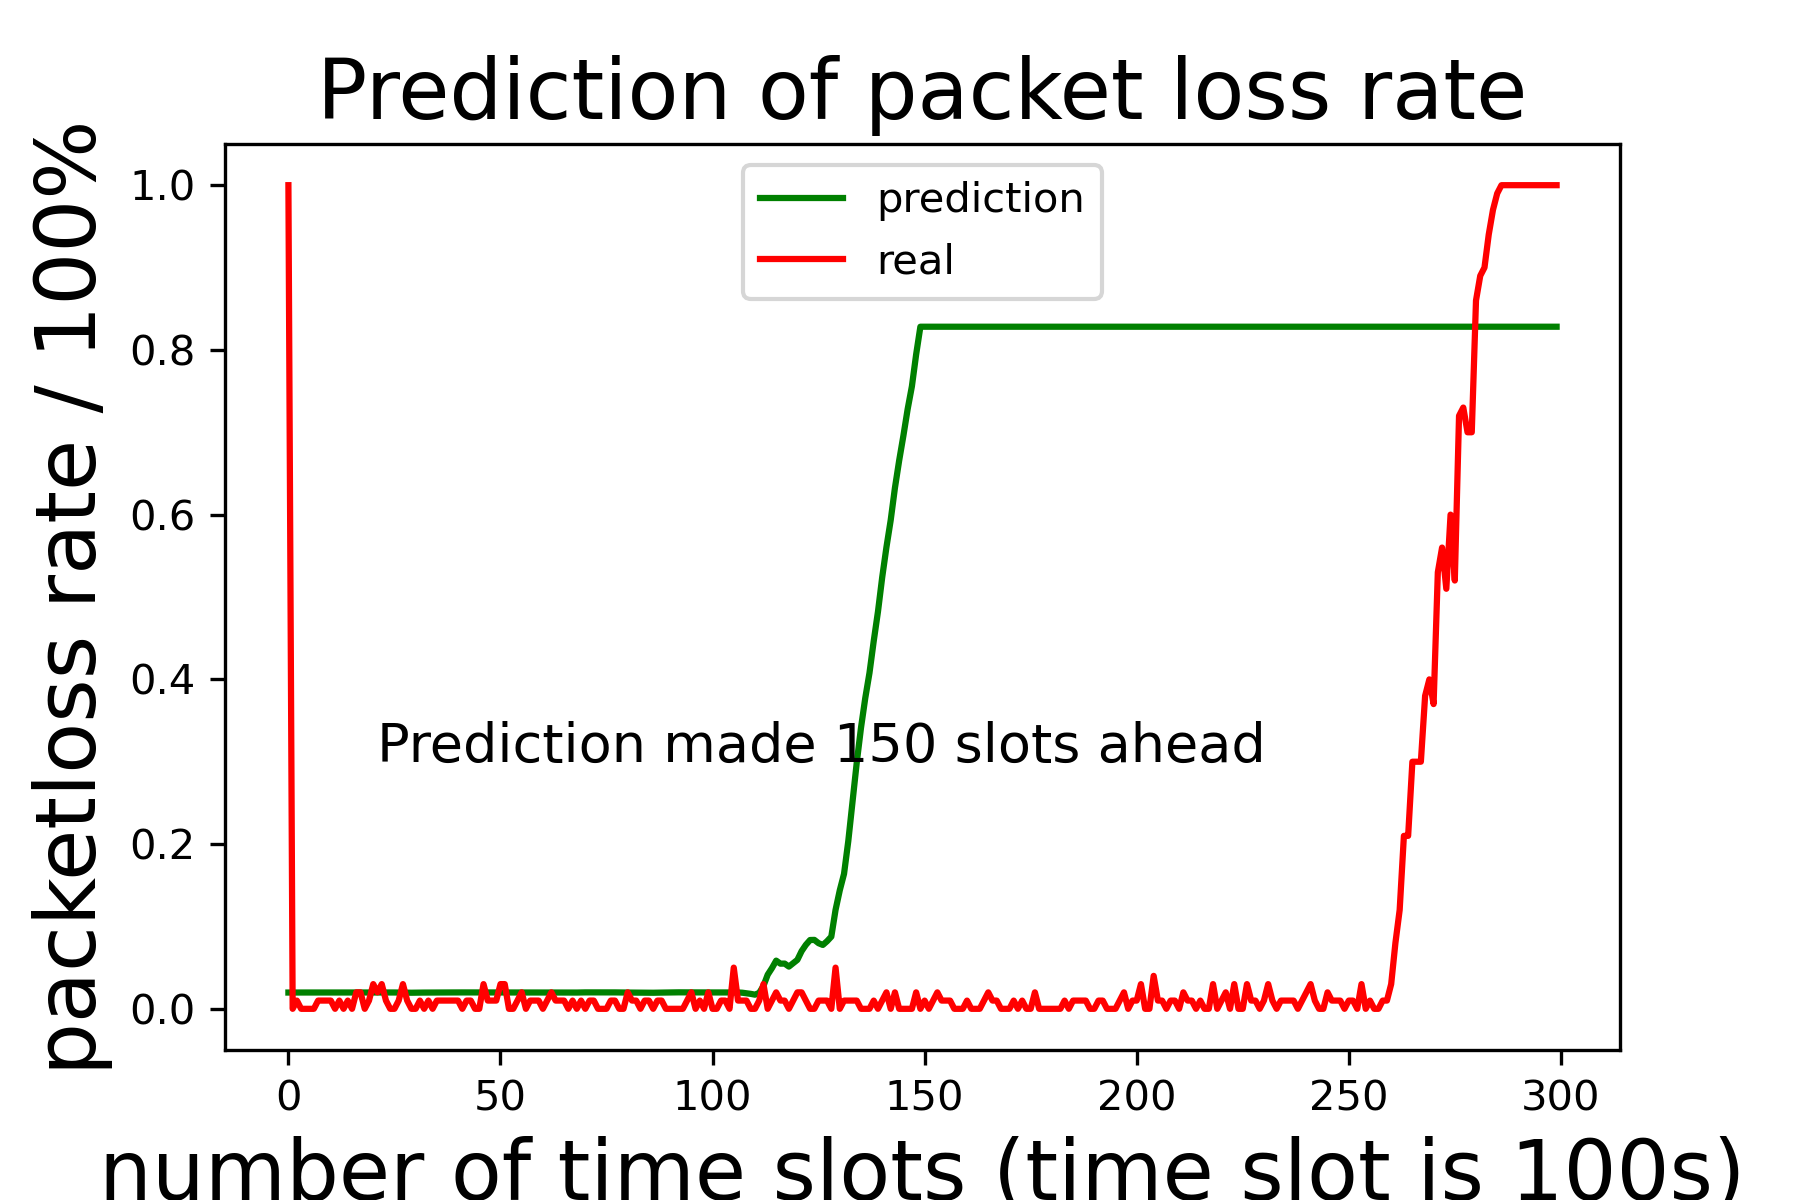 Prediction of packet loss rate
packetloss rate / 100%
1.0
0.8
0.6
0.4
0.2
0.0
prediction
real
Prediction made 150 slots ahead
0 50 100 150 200 250 300
number of time slots (time slot is 100s)